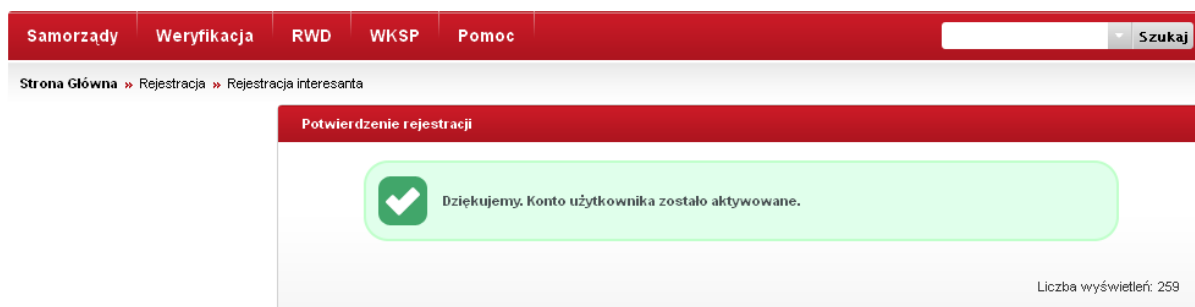 Samorządy Weryfikacja RWD WKSP Pomoc Szukaj
Strona Główna » Rejestracja » Rejestracja interesanta
Potwierdzenie rejestracji
Dziękujemy. Konto użytkownika zostało aktywowane.
Liczba wyświetleń: 259